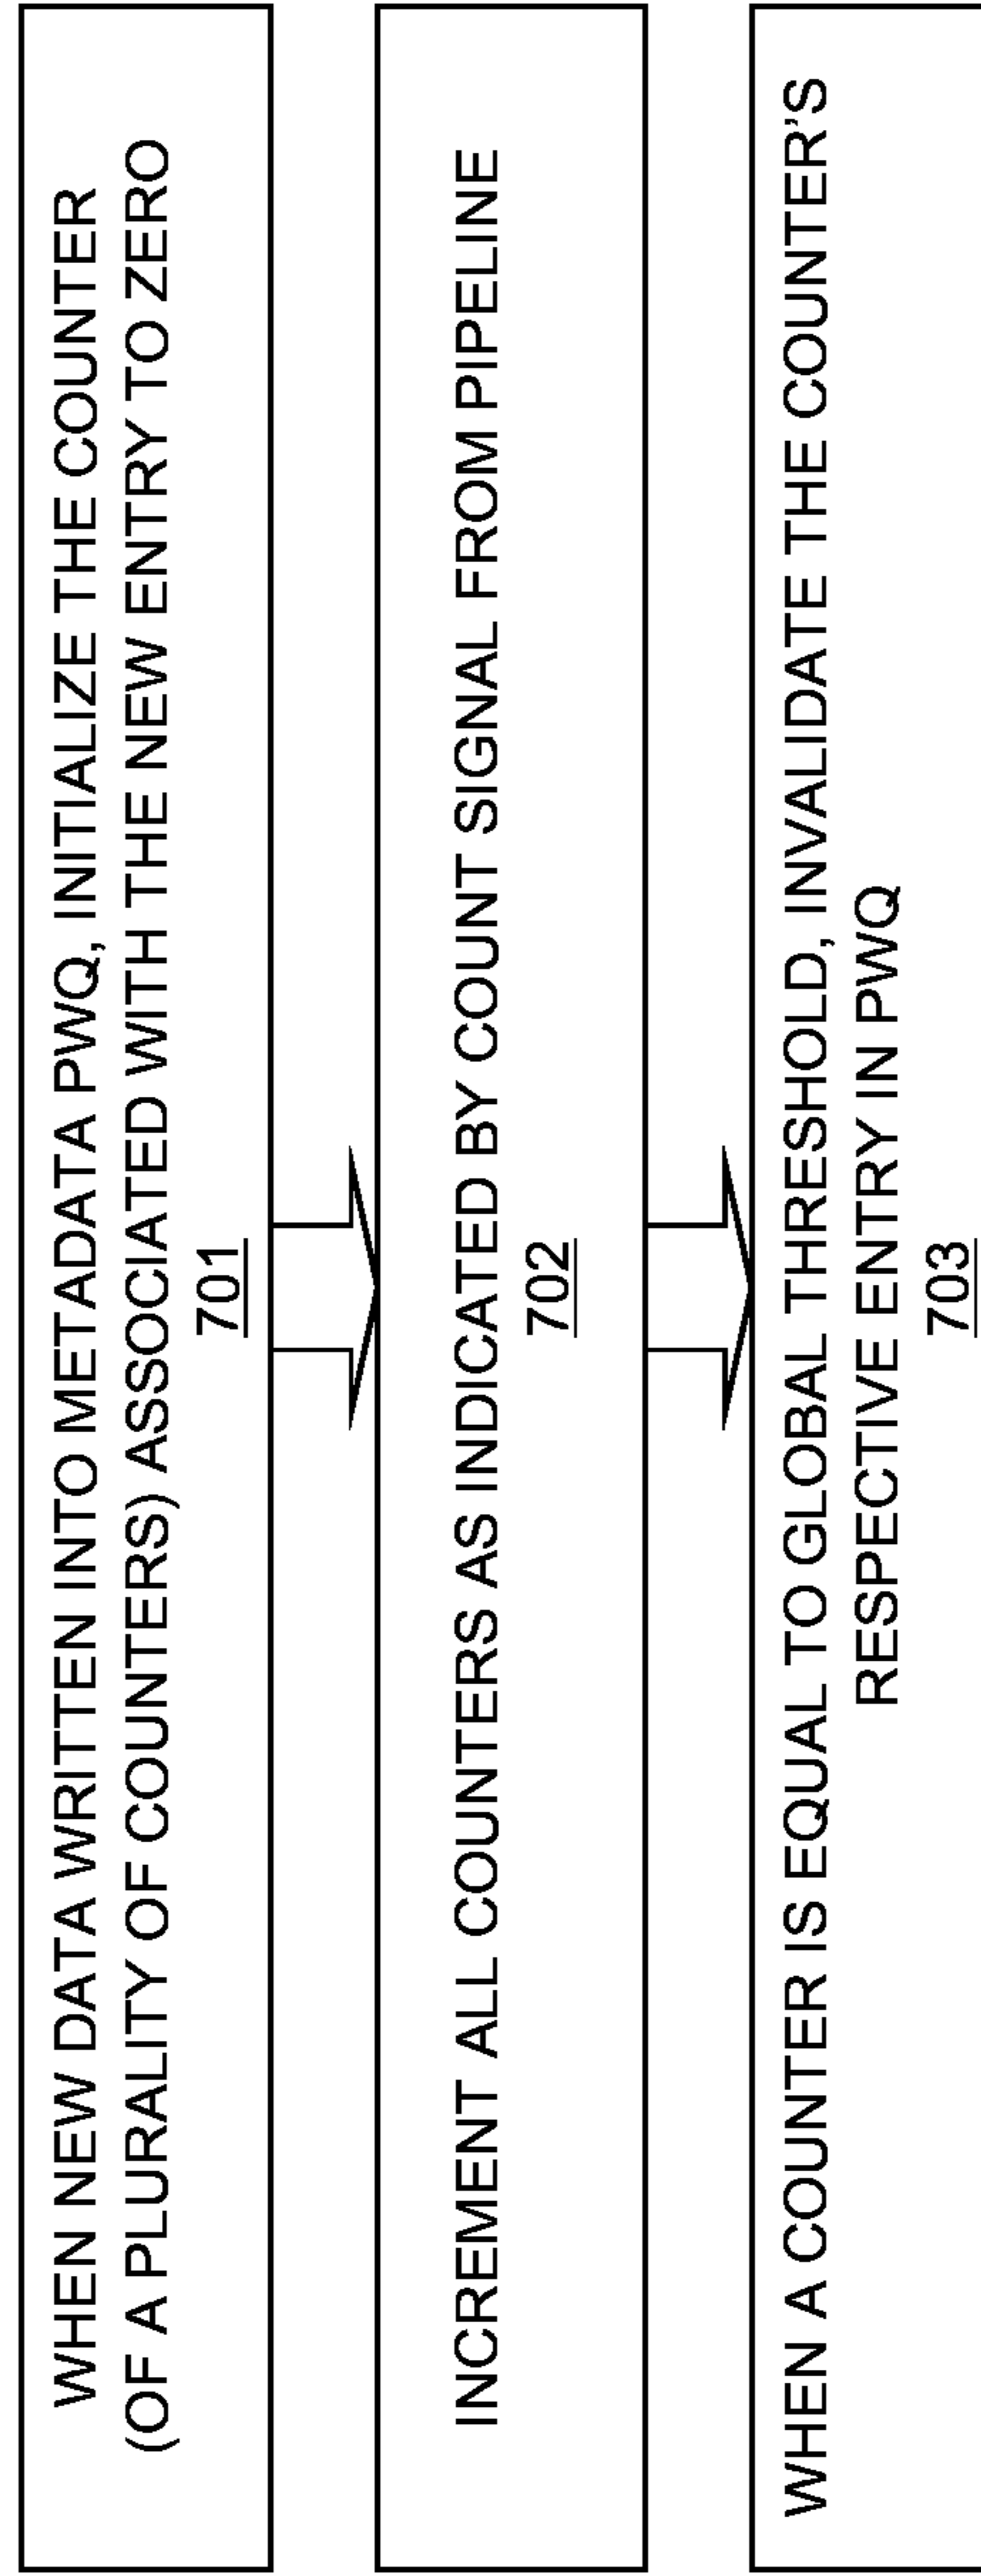 WHEN NEW DATA WRITTEN INTO METADATA PWQ, INITIALIZE THE COUNTER
(OF A PLURALITY OF COUNTERS) ASSOCIATED WITH THE NEW ENTRY TO ZERO
701
INCREMENT ALL COUNTERS AS INDICATED BY COUNT SIGNAL FROM PIPELINE
702
WHEN A COUNTER IS EQUAL TO GLOBAL THRESHOLD, INVALIDATE THE COUNTER'S
RESPECTIVE ENTRY IN PWQ
703